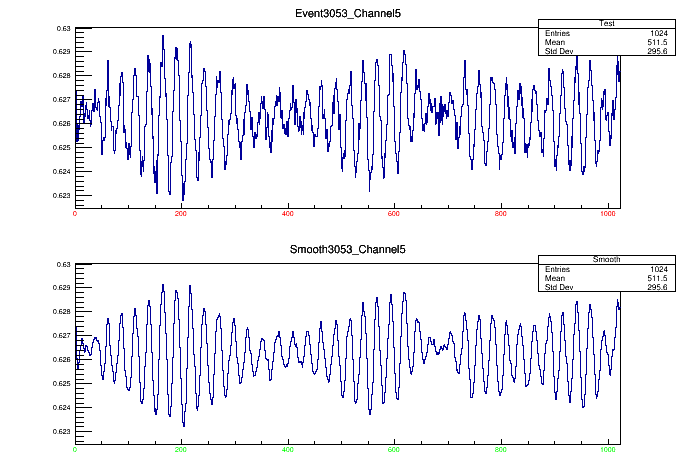 Event3053_Channel5
Test
Entries 1024
Mean 511.5
Std Dev 295.6
0.63
0.629
0.628
0.627
0.626
0.625
0.624
0.623
0 200 400 600 800 1000
Smooth3053_Channel5
Smooth
Entries 1024
Mean 511.5
Std Dev 295.6
0.63
0.629
0.628
0.627
0.626
0.625
0.624
0.623
0 200 400 600 800 1000